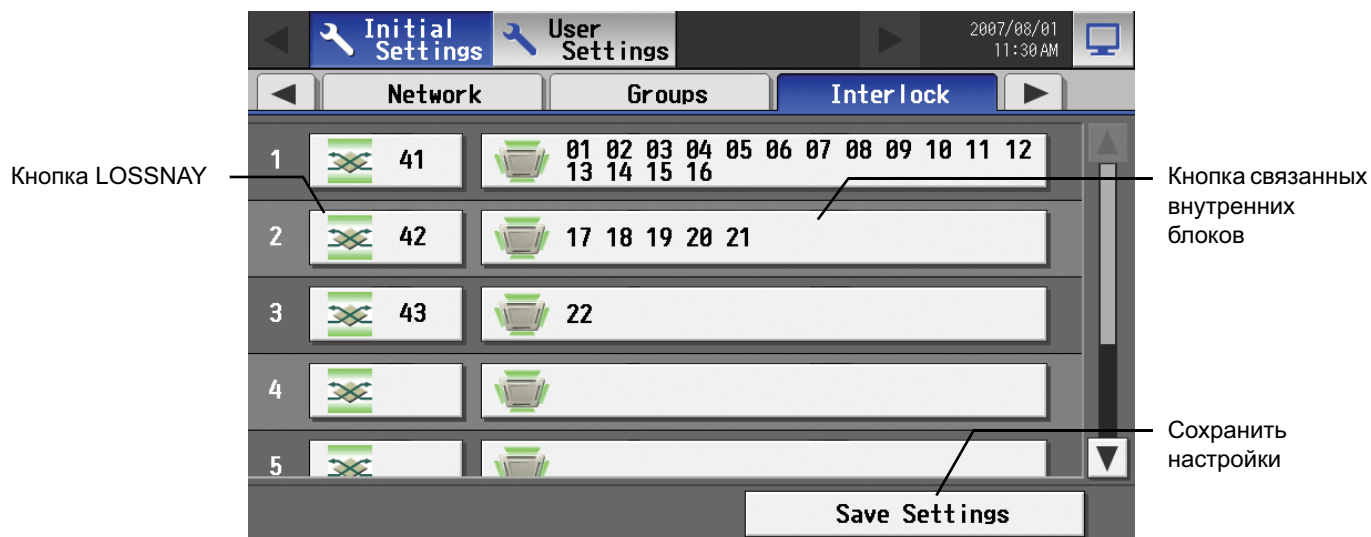 Initial
Settings
User
Settings
2007/08/01
11:30 AM
Network
Groups
Interlock
1
41
01 02 03 04 05 06 07 08 09 10 11 12
13 14 15 16
Кнопка LOSSNAY
Кнопка связанных
внутренних
блоков
2
42
17 18 19 20 21
3
43
22
4
5
Сохранить
настройки
Save Settings